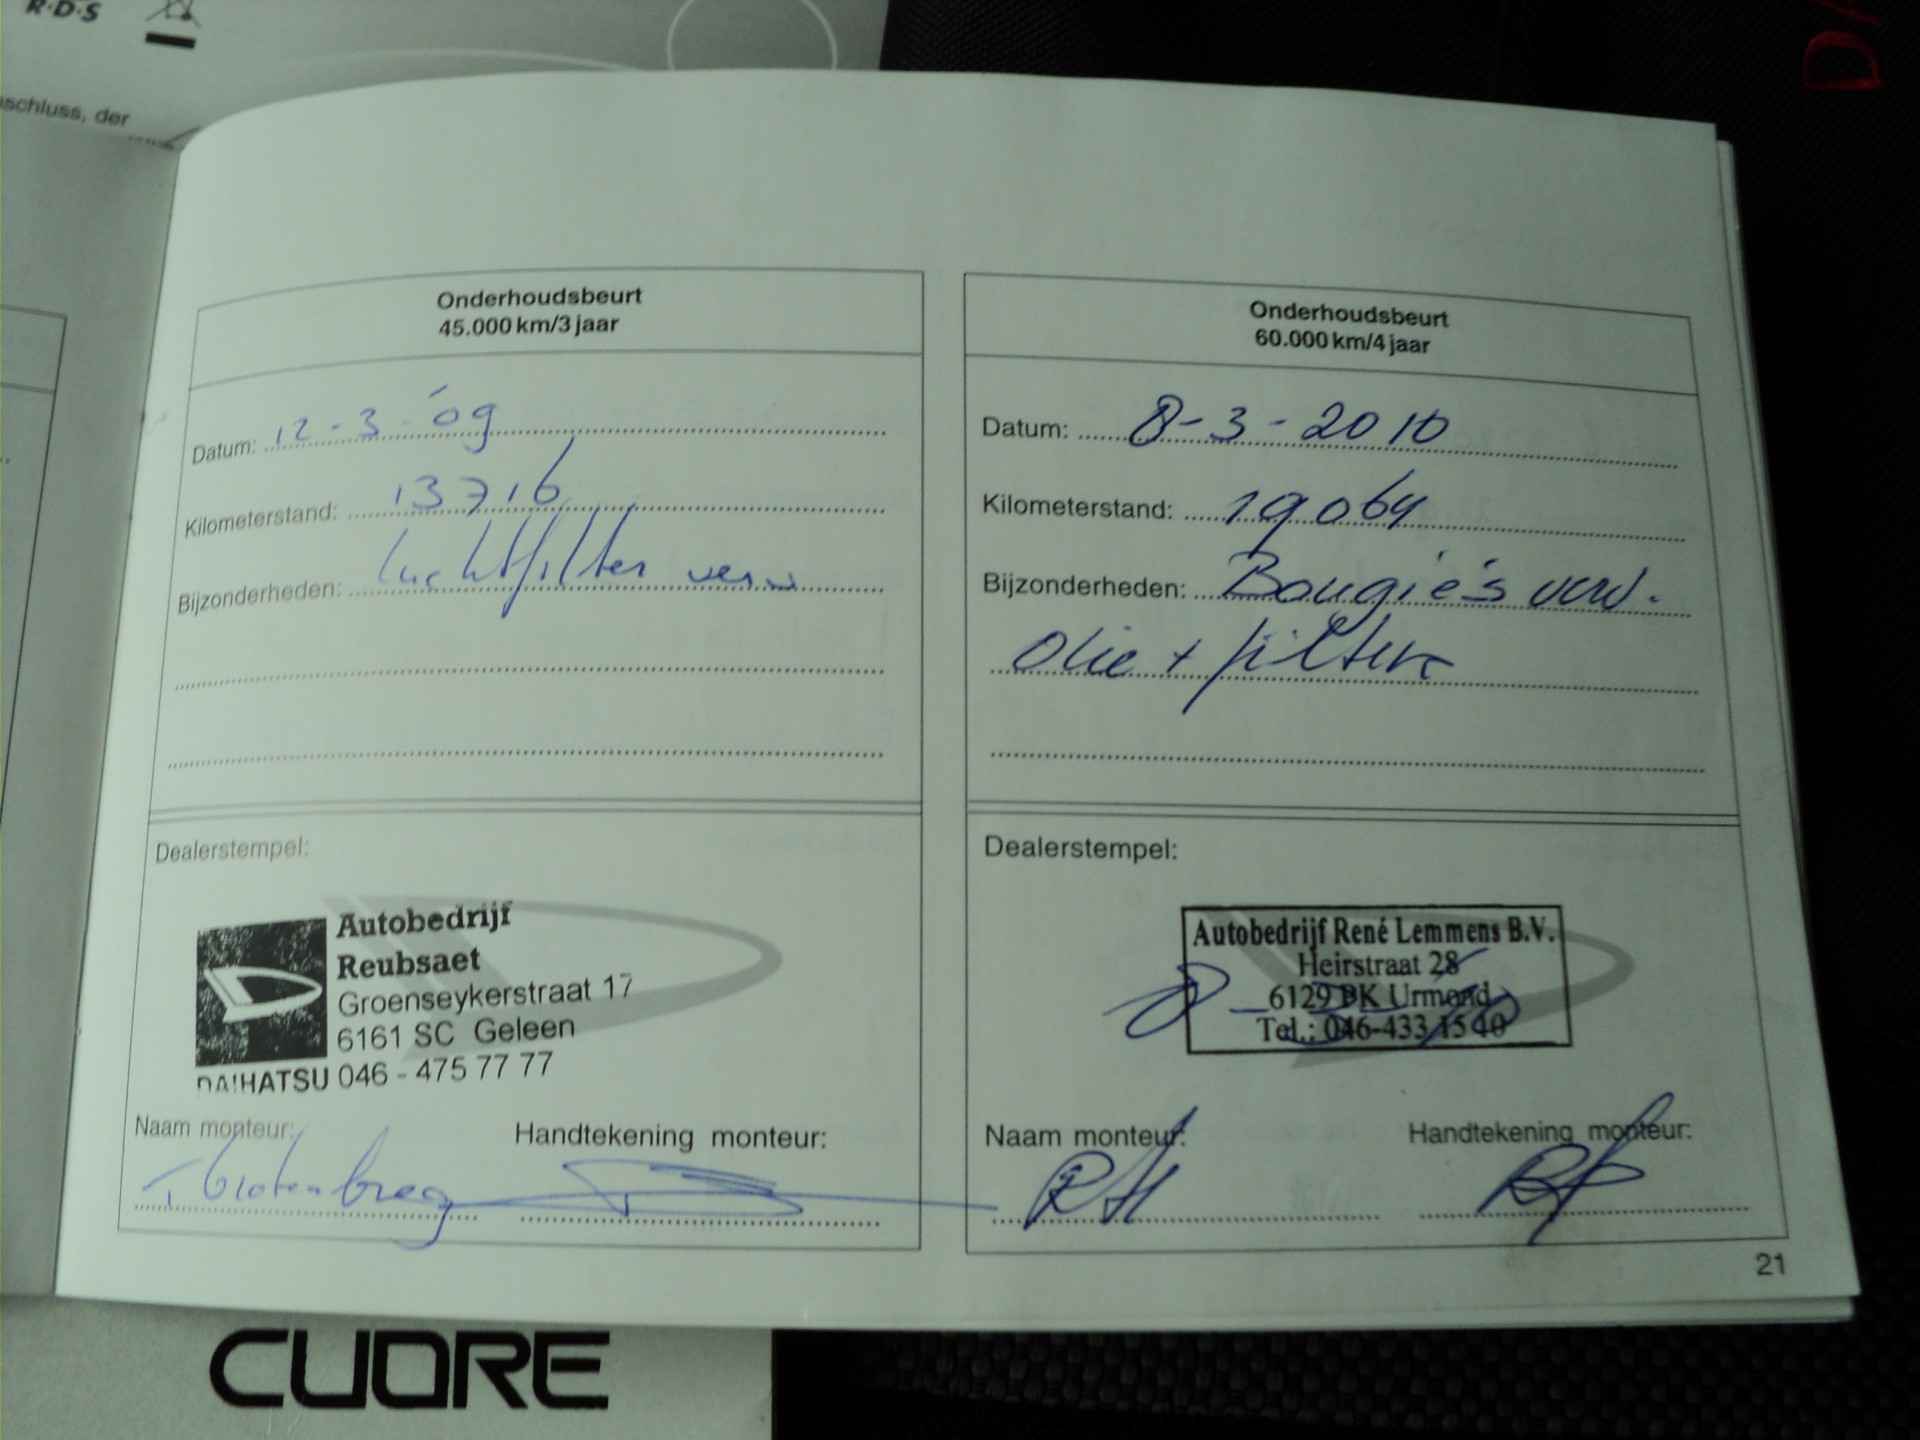 R·D·S
schluss, der
Onderhoudsbeurt
45.000 km/3 jaar
Datum: 12-3-'09
Kilometerstand: 13716
Bijzonderheden: luchtfilter verv
Dealerstempel:
Autobedrijf
Reubsaet
Groenseykerstraat 17
6161 SC Geleen
DAIHATSU 046 - 475 77 77
Naam monteur: Handtekening monteur:
Onderhoudsbeurt
60.000 km/4 jaar
Datum: 8-3-2010
Kilometerstand: 19064
Bijzonderheden: Bougie's verv.
Olie + filter
Dealerstempel:
Autobedrijf René Lemmens B.V.
Heirstraat 28
6129 BK Urmond
Tel.: 046-433 15 40
Naam monteur: Handtekening monteur:
21
CUORE